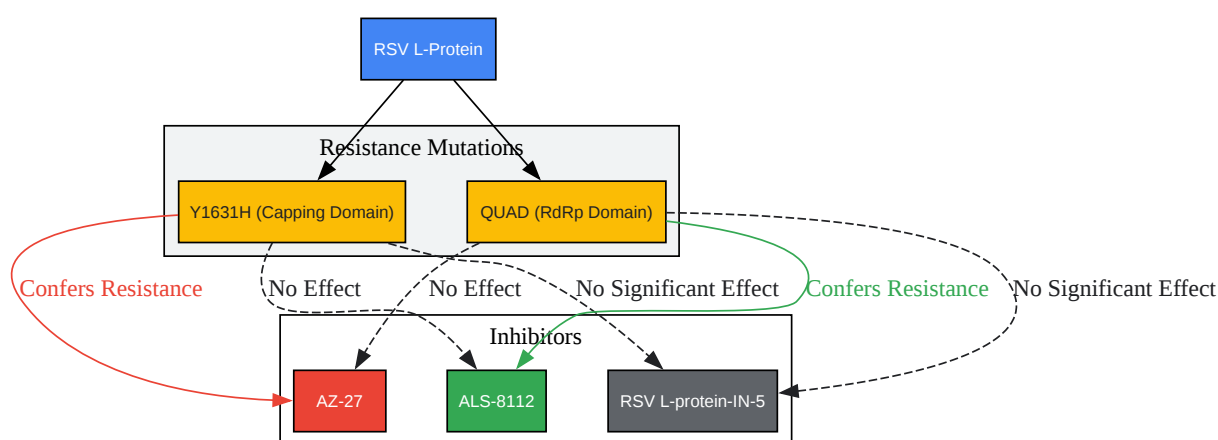 RSV L-Protein
Resistance Mutations
Y1631H (Capping Domain)
QUAD (RdRp Domain)
Confers Resistance
No Effect
No Effect
No Significant Effect
Confers Resistance
No Significant Effect
Inhibitors
AZ-27
ALS-8112
RSV L-protein-IN-5